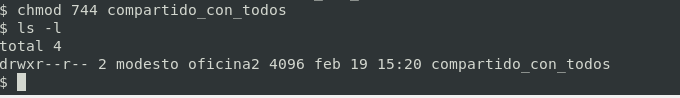 $ chmod 744 compartido_con_todos
$ ls -l
total 4
drwxr--r-- 2 modesto oficina2 4096 feb 19 15:20 compartido_con_todos
$